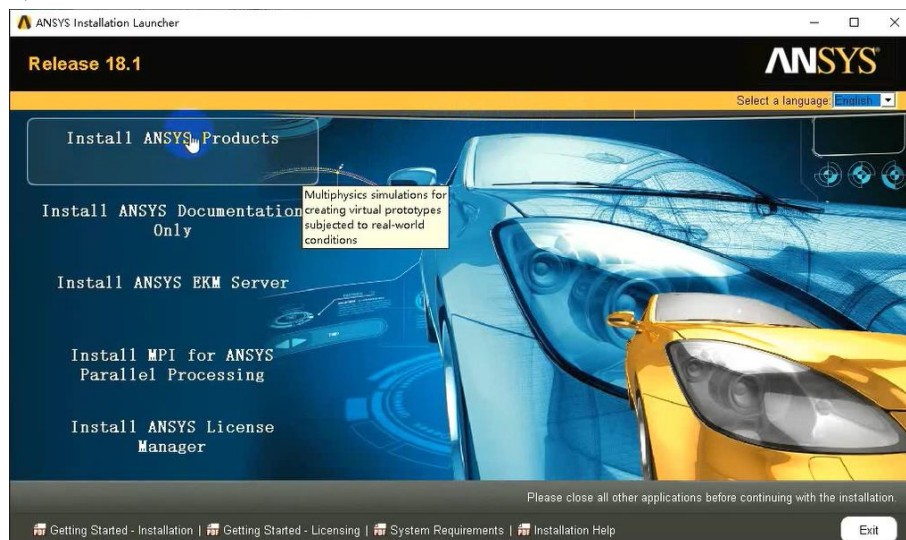 ANSYS Installation Launcher
Release 18.1
ANSYS
Select a language: English
Install ANSYS Products
Multiphysics simulations for
creating virtual prototypes
subjected to real-world
conditions
Install ANSYS Documentation
Only
Install ANSYS EKM Server
Install MPI for ANSYS
Parallel Processing
Install ANSYS License
Manager
Please close all other applications before continuing with the installation.
Getting Started - Installation | Getting Started - Licensing | System Requirements | Installation Help
Exit